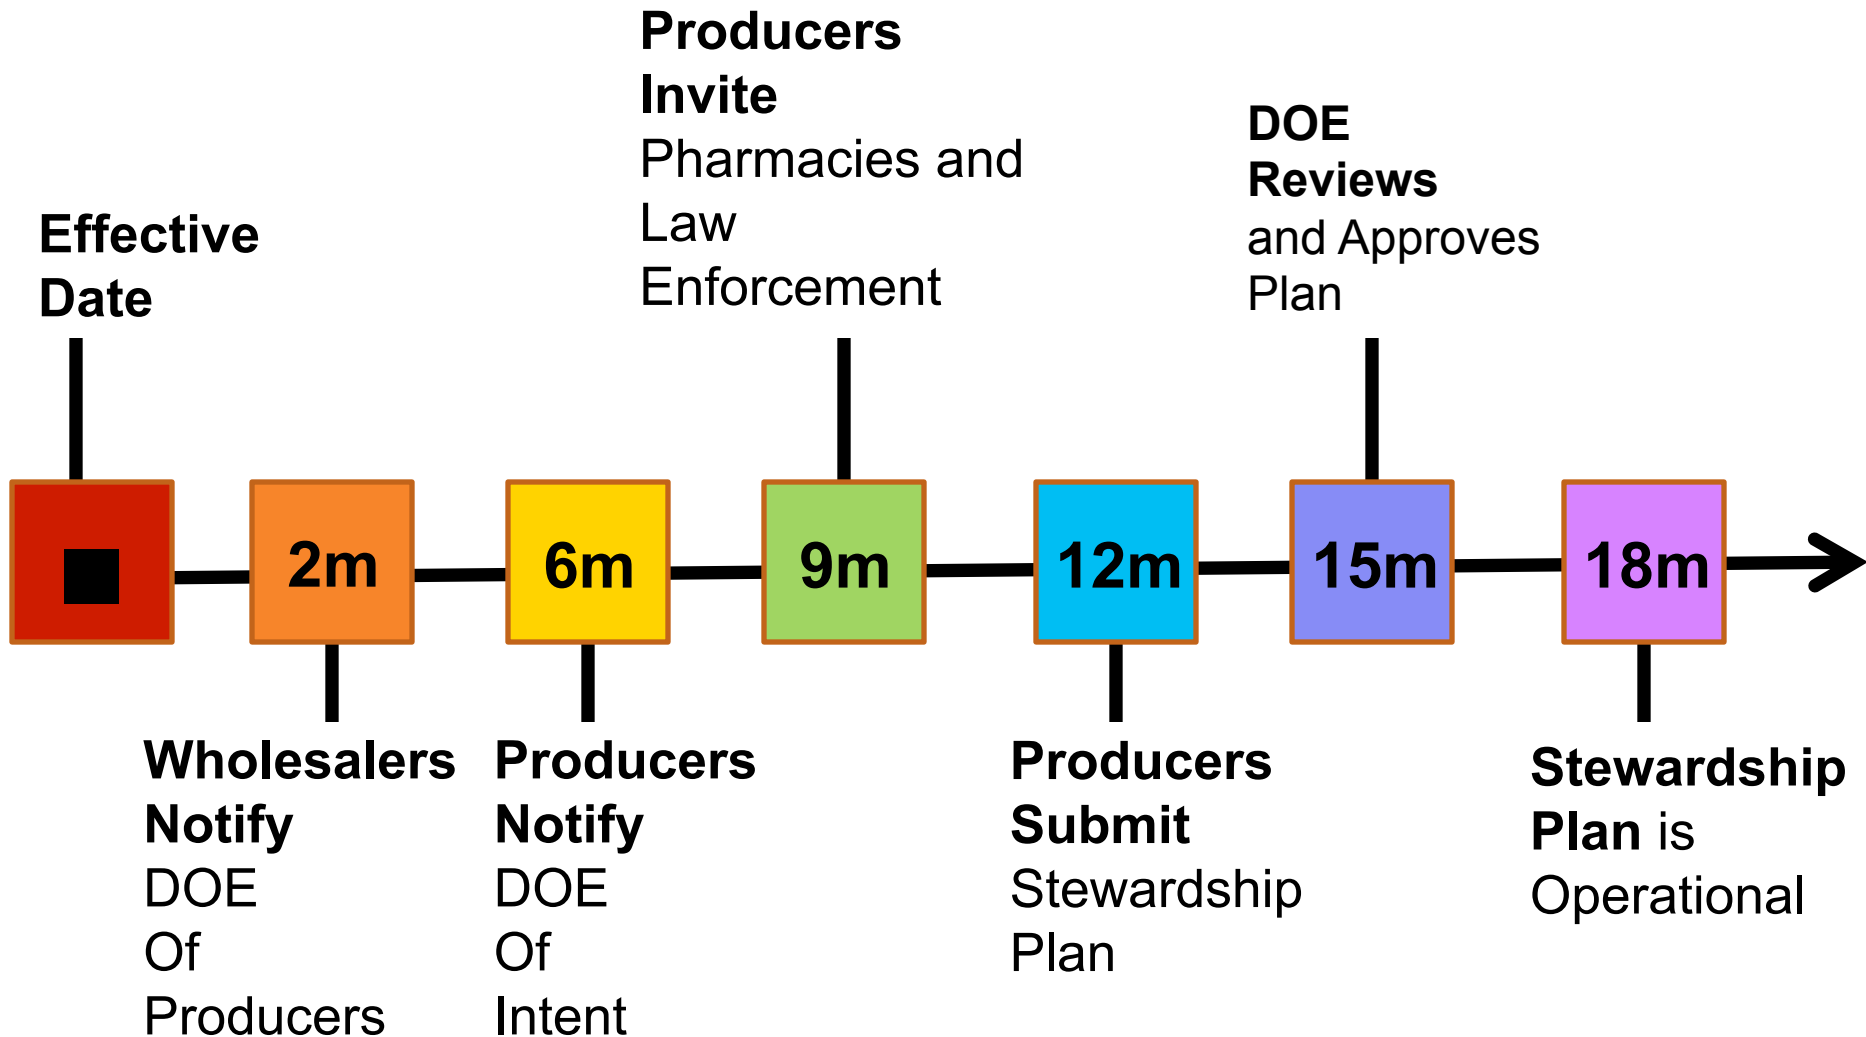 Effective
Date
Producers
Invite
Pharmacies and
Law
Enforcement
DOE
Reviews
and Approves
Plan
2m
6m
9m
12m
15m
18m
Wholesalers
Notify
DOE
Of
Producers
Producers
Notify
DOE
Of
Intent
Producers
Submit
Stewardship
Plan
Stewardship
Plan is
Operational